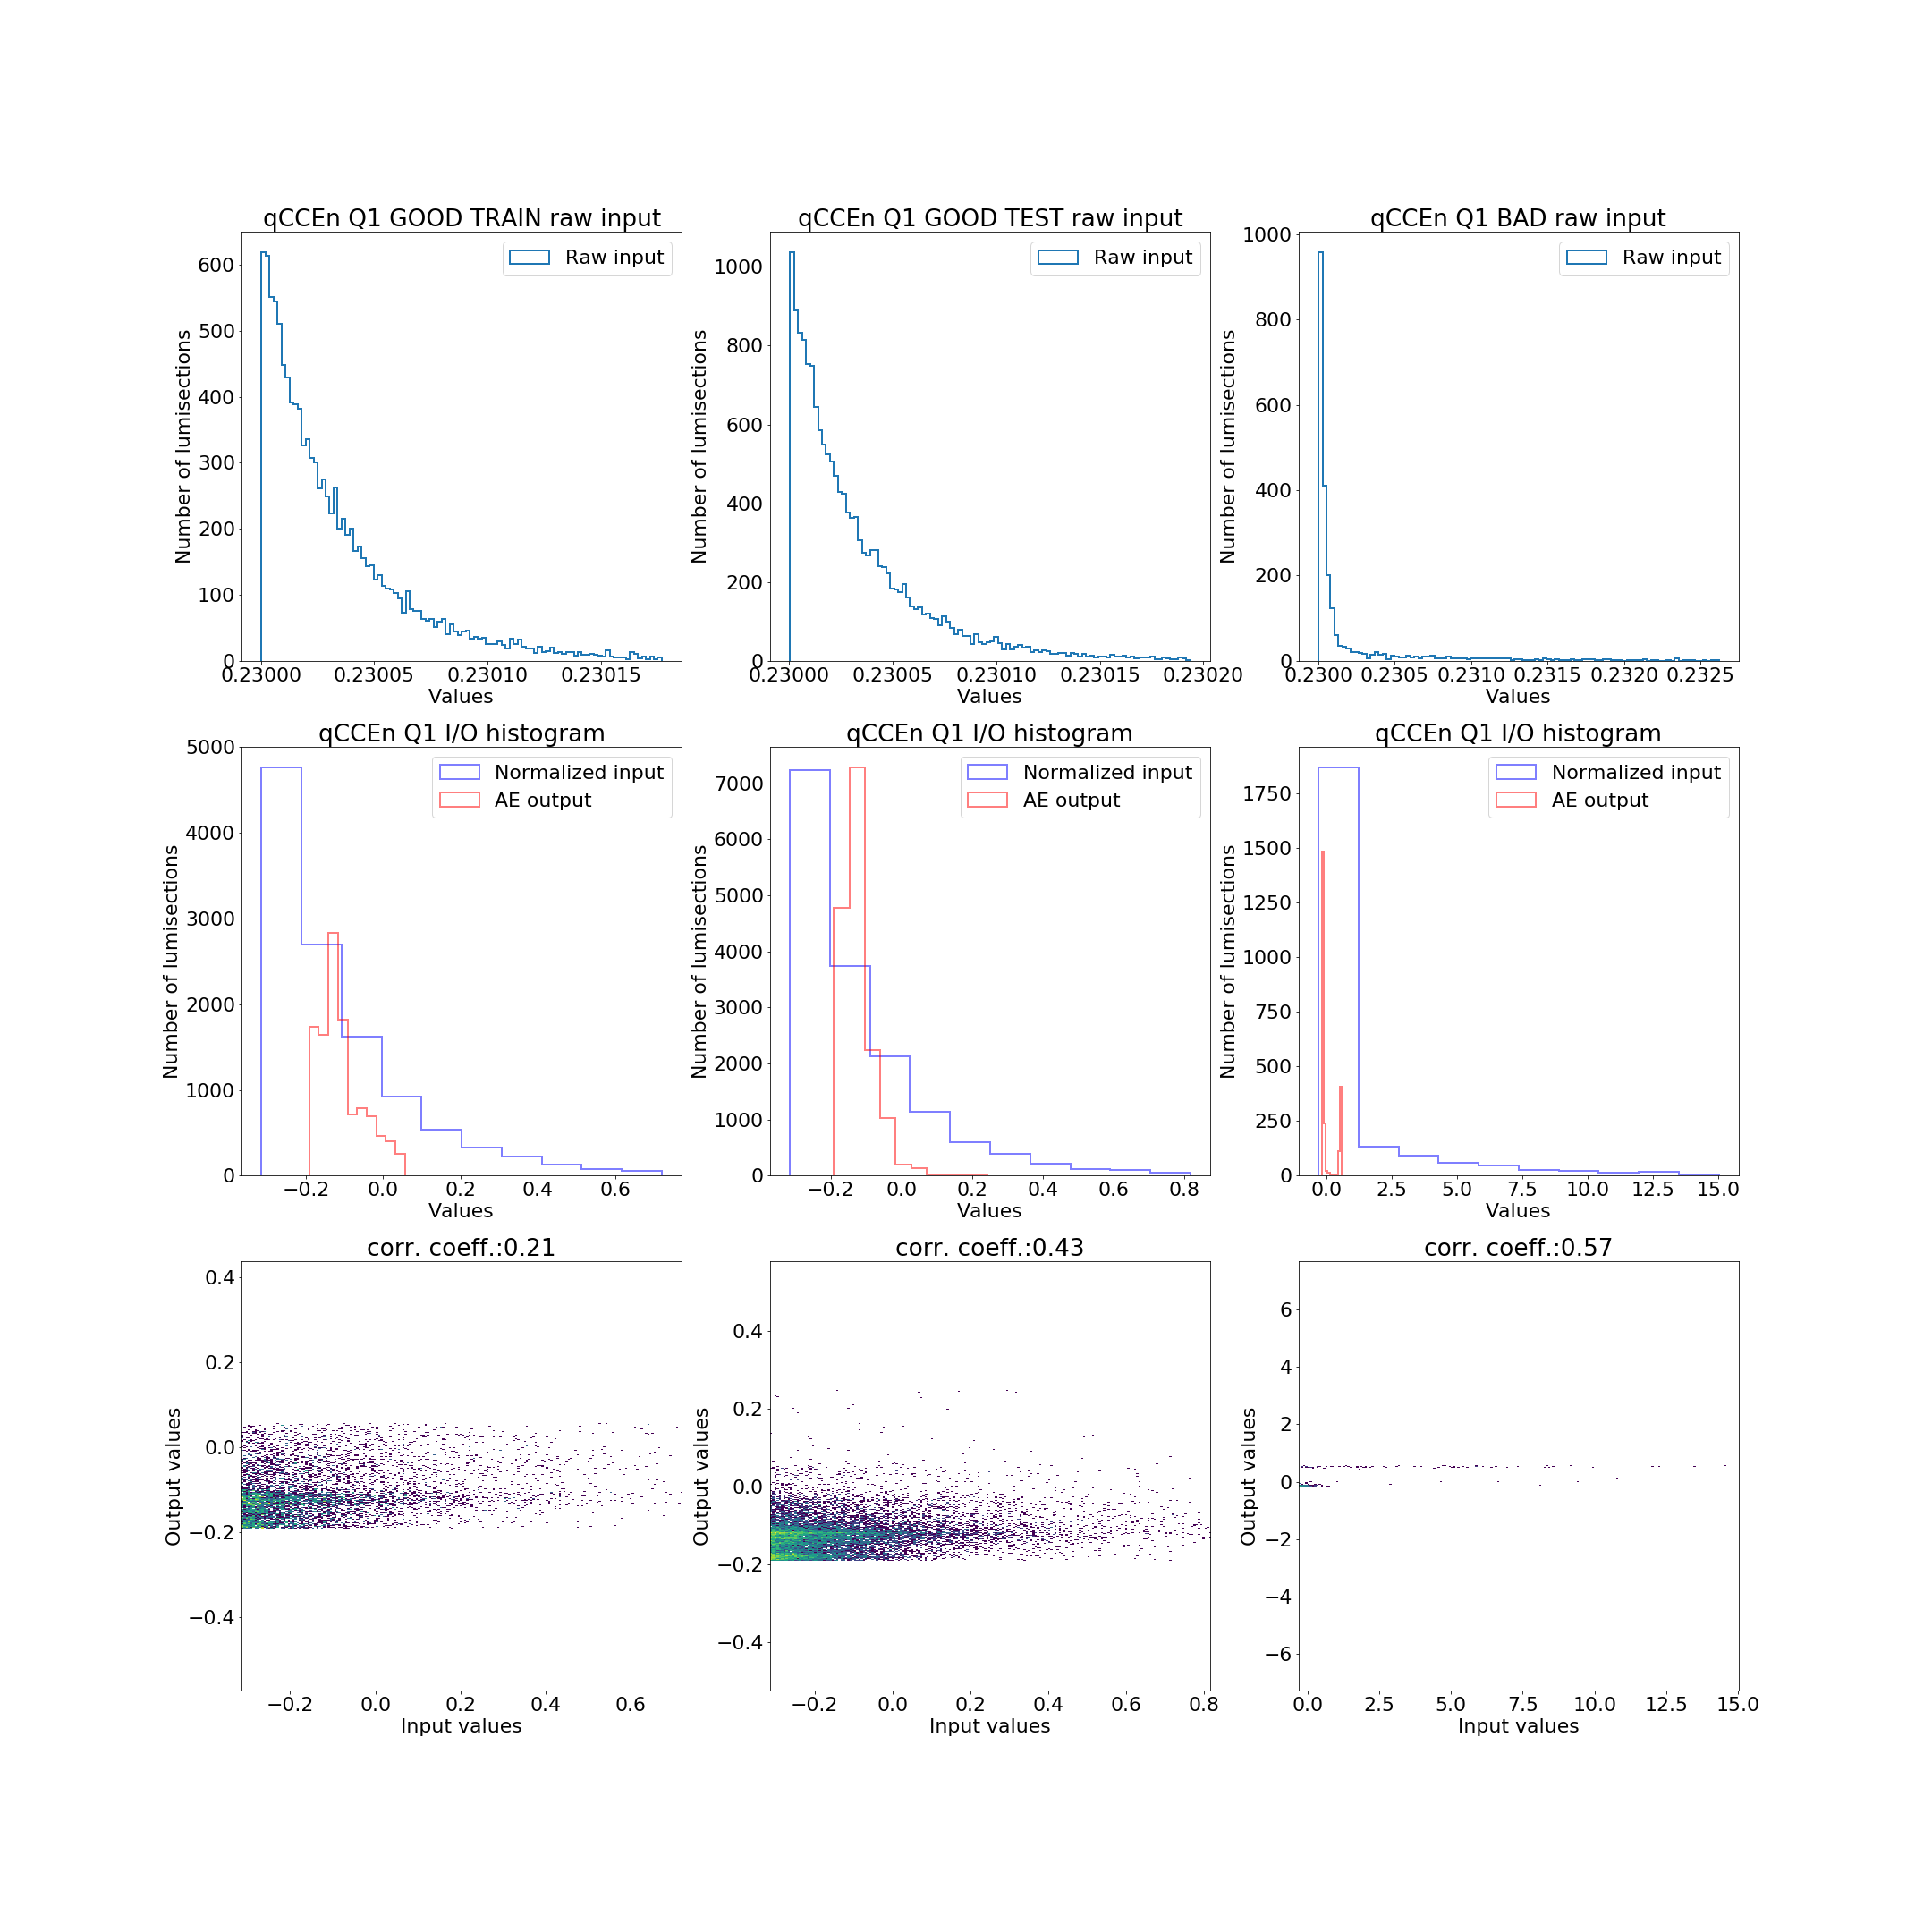 qCCEn Q1 GOOD TRAIN raw input
Raw input
Number of lumisections
600
500
400
300
200
100
0
0.23000 0.23005 0.23010 0.23015
Values
qCCEn Q1 GOOD TEST raw input
Raw input
Number of lumisections
1000
800
600
400
200
0
0.23000 0.23005 0.23010 0.23015 0.23020
Values
qCCEn Q1 BAD raw input
Raw input
Number of lumisections
1000
800
600
400
200
0
0.2300 0.2305 0.2310 0.2315 0.2320 0.2325
Values
qCCEn Q1 I/O histogram
Normalized input
AE output
Number of lumisections
5000
4000
3000
2000
1000
0
−0.2 0.0 0.2 0.4 0.6
Values
qCCEn Q1 I/O histogram
Normalized input
AE output
Number of lumisections
7000
6000
5000
4000
3000
2000
1000
0
−0.2 0.0 0.2 0.4 0.6 0.8
Values
qCCEn Q1 I/O histogram
Normalized input
AE output
Number of lumisections
1750
1500
1250
1000
750
500
250
0
0.0 2.5 5.0 7.5 10.0 12.5 15.0
Values
corr. coeff.:0.21
Output values
0.4
0.2
0.0
−0.2
−0.4
−0.2 0.0 0.2 0.4 0.6
Input values
corr. coeff.:0.43
Output values
0.4
0.2
0.0
−0.2
−0.4
−0.2 0.0 0.2 0.4 0.6 0.8
Input values
corr. coeff.:0.57
Output values
6
4
2
0
−2
−4
−6
0.0 2.5 5.0 7.5 10.0 12.5 15.0
Input values